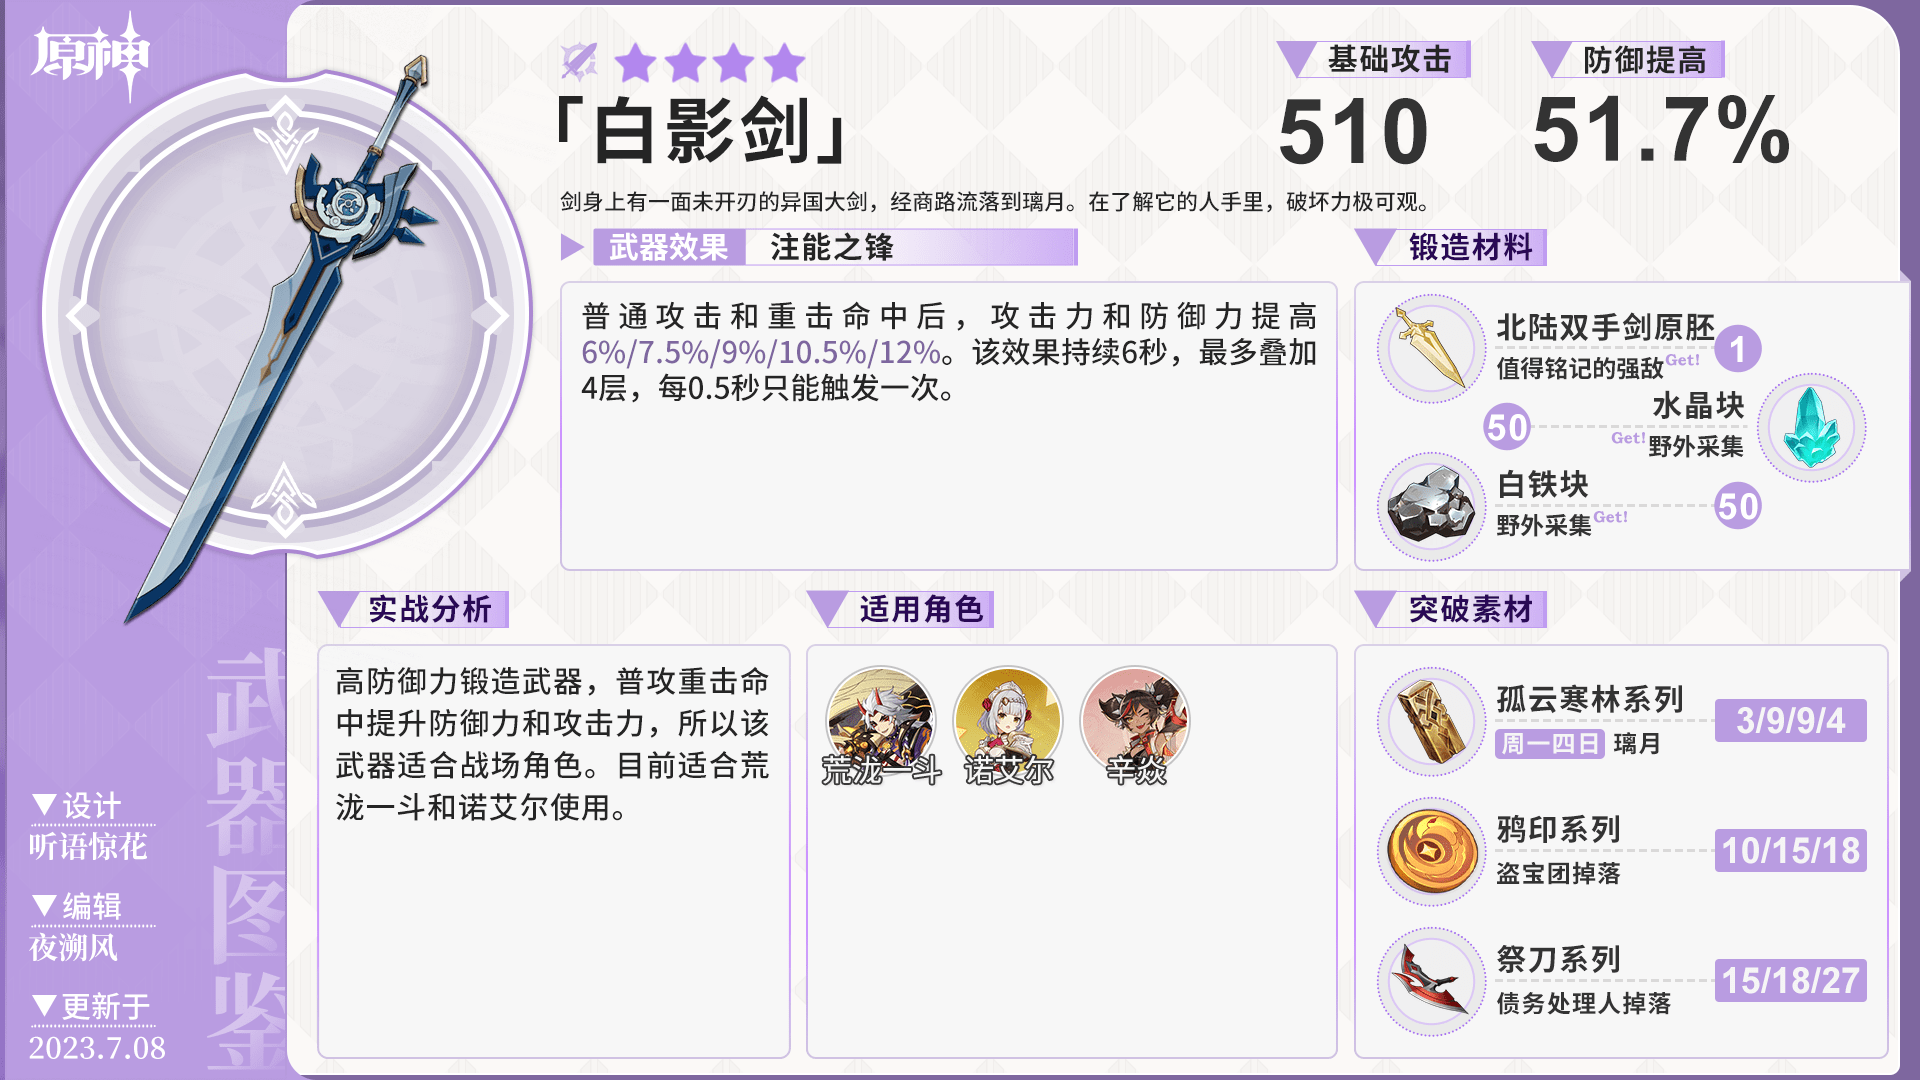 原神
「白影剑」
基础攻击
510
防御提高
51.7%
剑身上有一面未开刃的异国大剑，经商路流落到璃月。在了解它的人手里，破坏力极可观。
武器效果 注能之锋
普通攻击和重击命中后，攻击力和防御力提高
6%/7.5%/9%/10.5%/12%。该效果持续6秒，最多叠加
4层，每0.5秒只能触发一次。
锻造材料
北陆双手剑原胚
1
值得铭记的强敌 Get!
水晶块
50
Get! 野外采集
白铁块
50
野外采集 Get!
实战分析
高防御力锻造武器，普攻重击命
中提升防御力和攻击力，所以该
武器适合战场角色。目前适合荒
泷一斗和诺艾尔使用。
适用角色
荒泷一斗 诺艾尔 辛焱
突破素材
孤云寒林系列
3/9/9/4
周一四日 璃月
鸦印系列
10/15/18
盗宝团掉落
祭刀系列
15/18/27
债务处理人掉落
武器图鉴
▼设计
听语惊花
▼编辑
夜溯风
▼更新于
2023.7.08